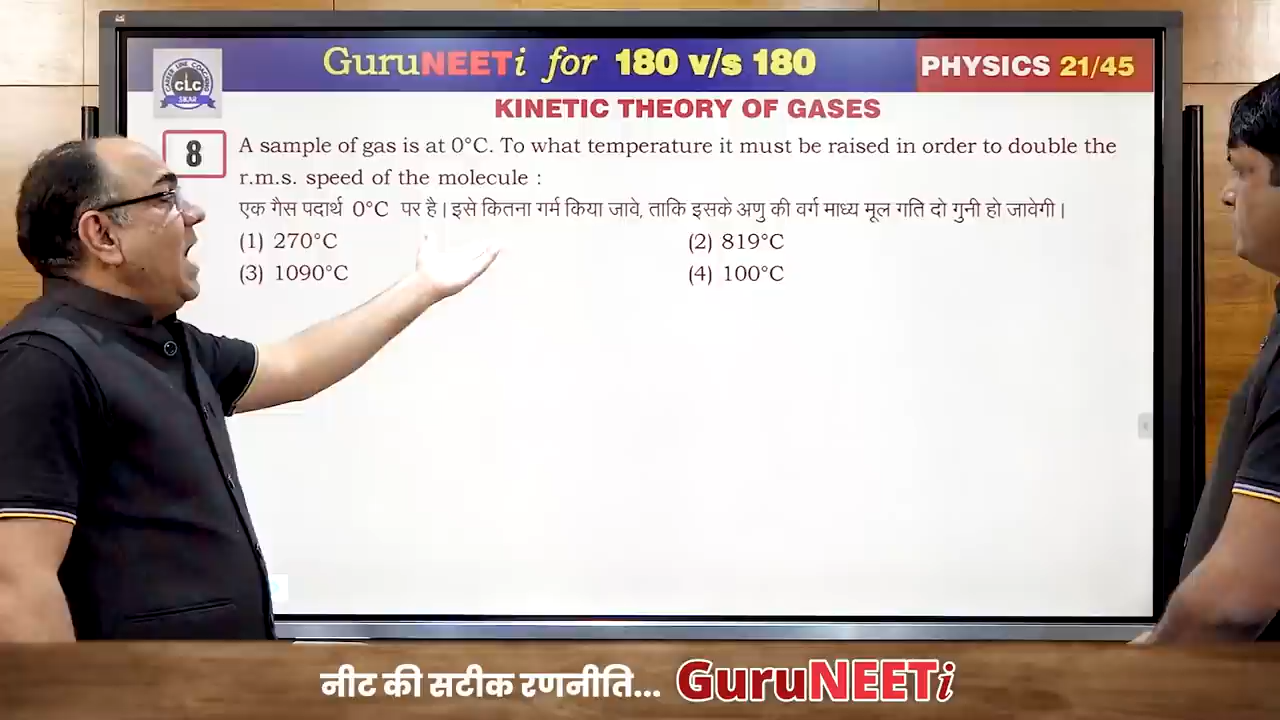 GuruNEETi for 180 v/s 180
PHYSICS 21/45
CLC
SIKAR
KINETIC THEORY OF GASES
8
A sample of gas is at 0°C. To what temperature it must be raised in order to double the
r.m.s. speed of the molecule :
एक गैस पदार्थ 0°C पर है। इसे कितना गर्म किया जावे, ताकि इसके अणु की वर्ग माध्य मूल गति दो गुनी हो जावेगी।
(1) 270°C (2) 819°C
(3) 1090°C (4) 100°C
नीट की सटीक रणनीति... GuruNEETi